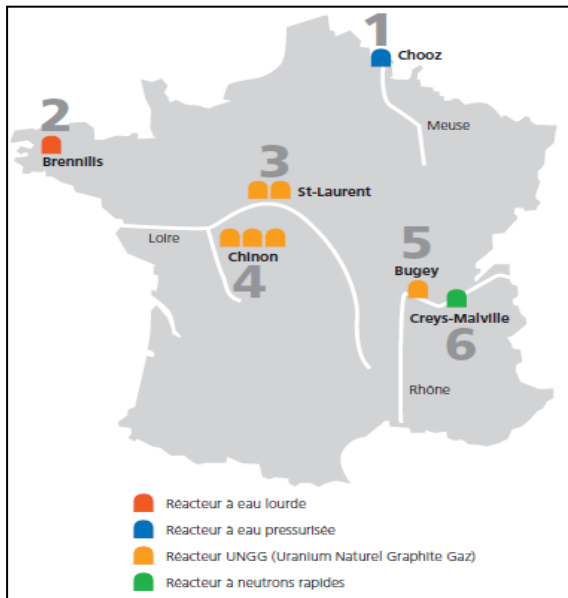 1
Chooz
Meuse
2
Brennilis
3
St-Laurent
Loire
Chinon
4
5
Bugey
Creys-Malville
6
Rhône
Réacteur à eau lourde
Réacteur à eau pressurisée
Réacteur UNGG (Uranium Naturel Graphite Gaz)
Réacteur à neutrons rapides